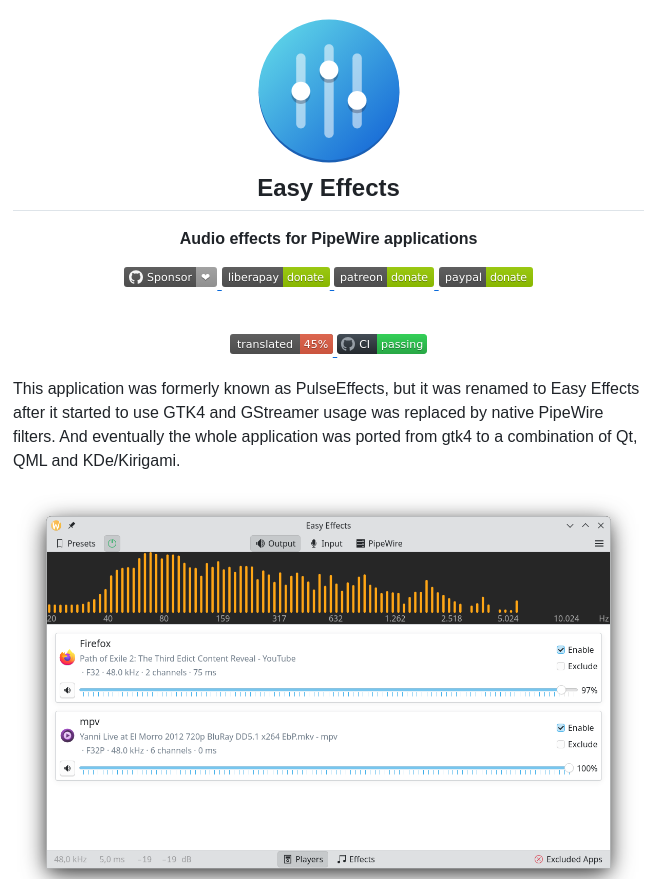 Easy Effects
Audio effects for PipeWire applications
Sponsor ❤ liberapay donate patreon donate paypal donate
translated 45% CI passing
This application was formerly known as PulseEffects, but it was renamed to Easy Effects
after it started to use GTK4 and GStreamer usage was replaced by native PipeWire
filters. And eventually the whole application was ported from gtk4 to a combination of Qt,
QML and KDe/Kirigami.
Easy Effects
Presets Output Input PipeWire
20 40 80 159 317 632 1.262 2.518 5.024 10.024 Hz
Firefox
Enable
Path of Exile 2: The Third Edict Content Reveal - YouTube
Exclude
· F32 · 48.0 kHz · 2 channels · 75 ms
97%
mpv
Enable
Yanni Live at El Morro 2012 720p BluRay DD5.1 x264 EbP.mkv - mpv
Exclude
· F32P · 48.0 kHz · 6 channels · 0 ms
100%
48,0 kHz 5,0 ms -19 -19 dB Players Effects Excluded Apps